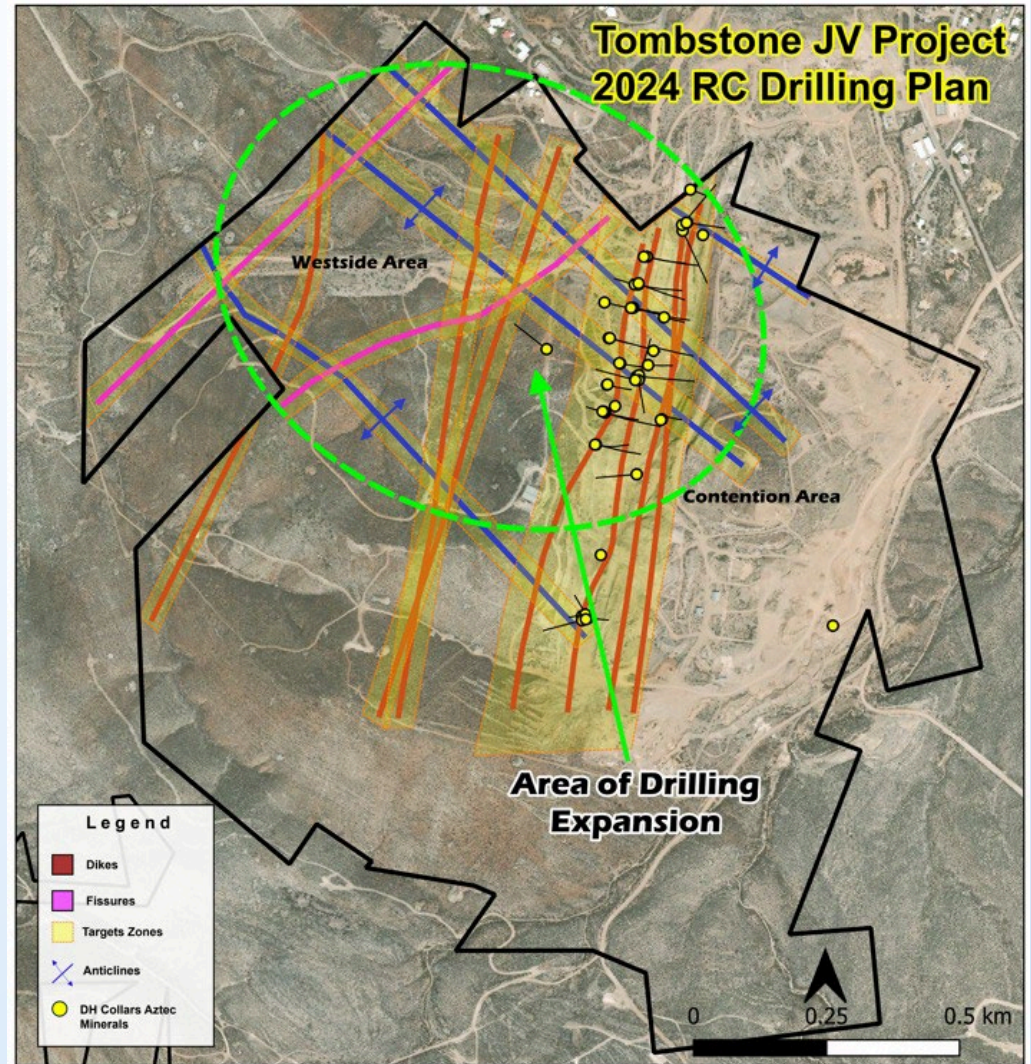 Tombstone JV Project
2024 RC Drilling Plan
Westside Area
Contention Area
Area of Drilling
Expansion
Legend
Dikes
Fissures
Targets Zones
Anticlines
DH Collars Aztec
Minerals
0 0.25 0.5 km